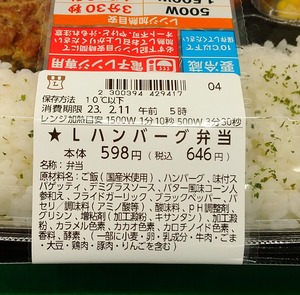 500W
3分30秒
レンジ加熱目安
電子レンジ専用
要冷蔵
2 300394 429417
04
保存方法 10℃以下
消費期限 23. 2.11 午前 5時
レンジ加熱目安 1500W 1分10秒 500W 3分30秒
★Lハンバーグ弁当
本体 598円 (税込 646円)
名称：弁当
原材料名：ご飯(国産米使用)、ハンバーグ、味付ス
パゲッティ、デミグラスソース、バター風味コーン人
参和え、フライドガーリック、ブラックペッパー、パ
セリ、調味料(アミノ酸等)、酸味料、pH調整剤、
グリシン、増粘剤(加工澱粉、キサンタン)、加工澱
粉、カラメル色素、カカオ色素、カロチノイド色素、
香料、酵素、(一部に小麦・卵・乳成分・牛肉・ごま
・大豆・鶏肉・豚肉・りんごを含む)